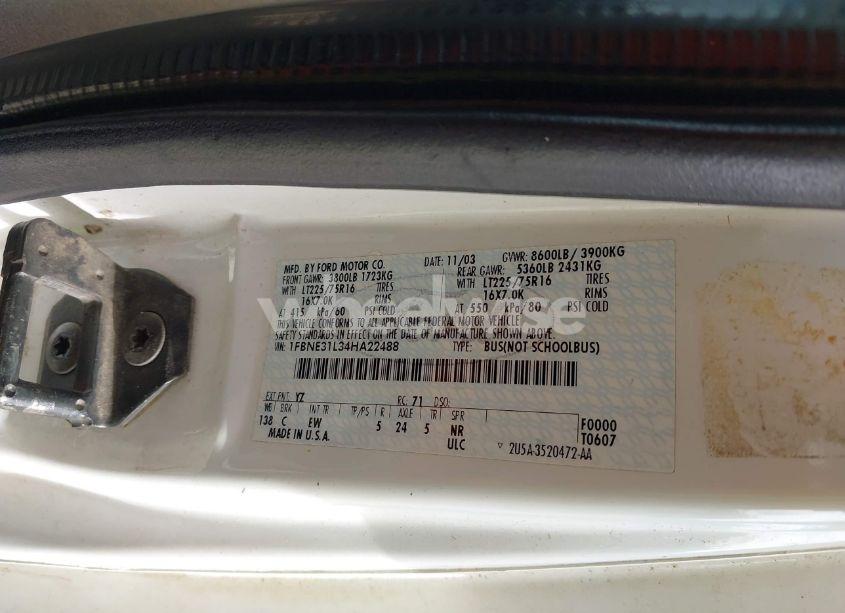 MFD. BY FORD MOTOR CO. DATE: 11/03 GVWR: 8600LB/ 3900KG
FRONT GAWR: 3800LB 1723KG REAR GAWR: 5360LB 2431KG
WITH LT225/75R16 TIRES WITH LT225/75R16 TIRES
16X7.0K RIMS 16X7.0K RIMS
AT 415 kPa/60 PSI COLD AT 550 kPa/80 PSI COLD
THIS VEHICLE CONFORMS TO ALL APPLICABLE FEDERAL MOTOR VEHICLE
SAFETY STANDARDS IN EFFECT ON THE DATE OF MANUFACTURE SHOWN ABOVE.
VIN: 1FBNE31L34HA22488 TYPE: BUS(NOT SCHOOLBUS)
EXT PNT: YZ RC: 71 DSO:
WB BRK INT TR TP/PS R AXLE TR SPR
138 C EW 5 24 5 NR F0000
MADE IN U.S.A. ULC T0607
▽ 2U5A-3520472-AA